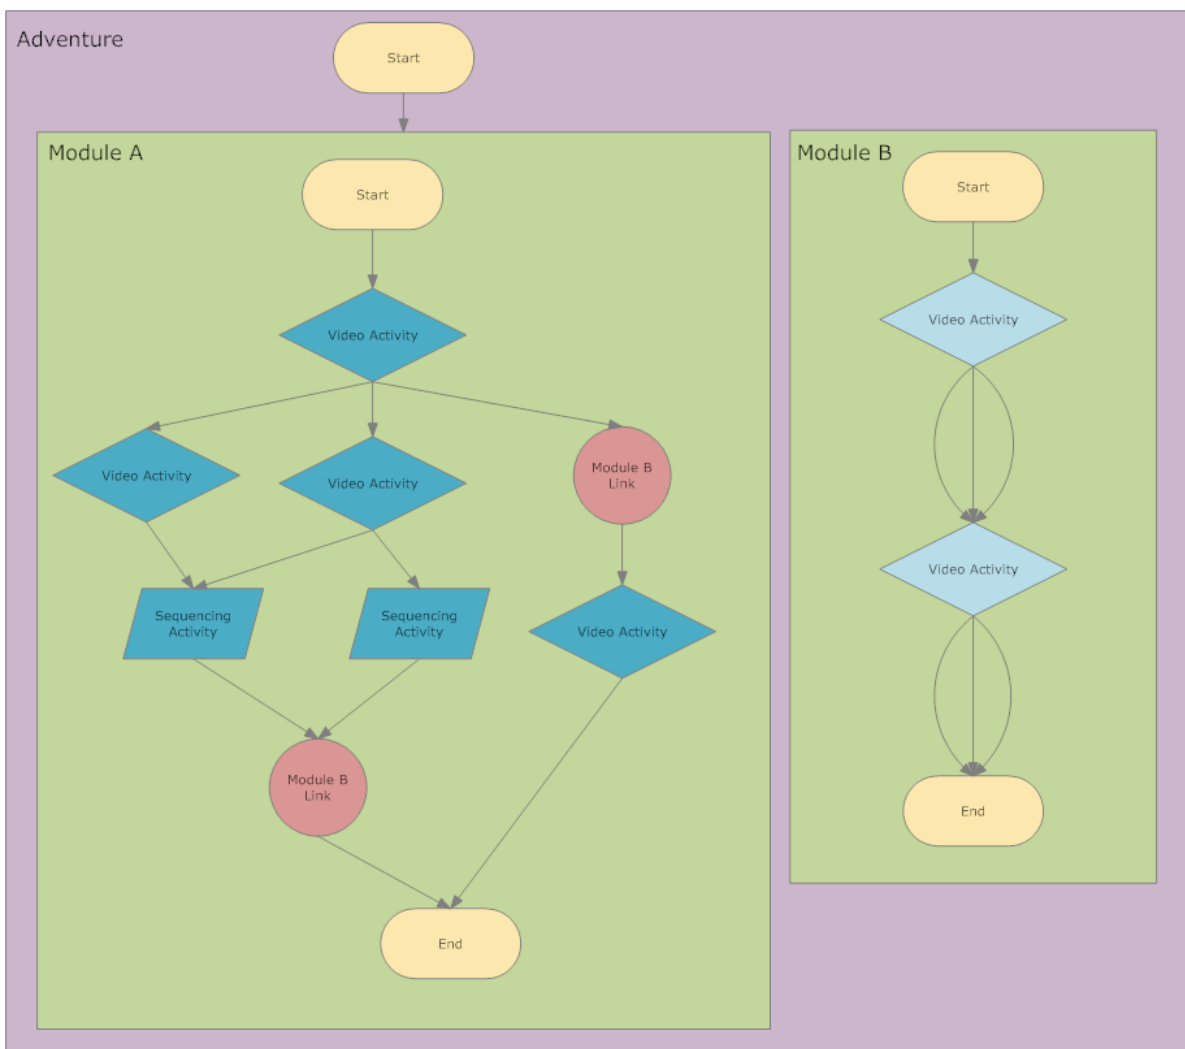 Adventure
Start
Module A
Start
Video Activity
Video Activity
Video Activity
Module B
Link
Sequencing
Activity
Sequencing
Activity
Video Activity
Module B
Link
End
Module B
Start
Video Activity
Video Activity
End